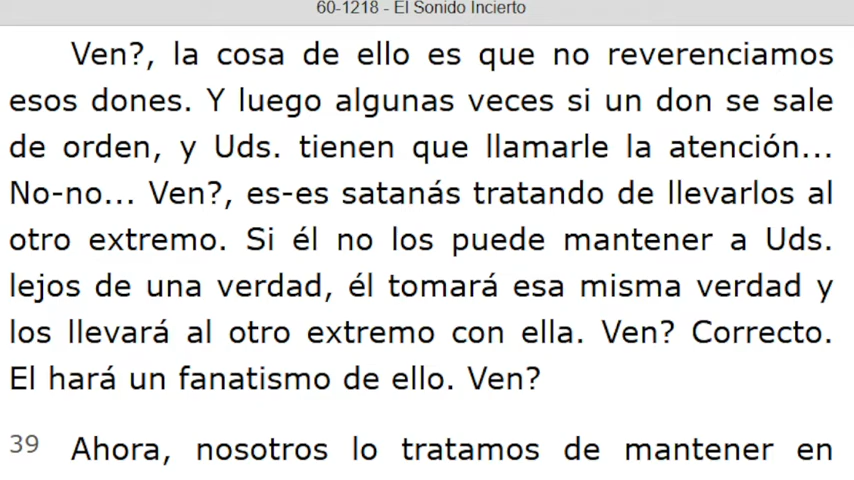 60-1218 - El Sonido Incierto
Ven?, la cosa de ello es que no reverenciamos
esos dones. Y luego algunas veces si un don se sale
de orden, y Uds. tienen que llamarle la atención...
No-no... Ven?, es-es satanás tratando de llevarlos al
otro extremo. Si él no los puede mantener a Uds.
lejos de una verdad, él tomará esa misma verdad y
los llevará al otro extremo con ella. Ven? Correcto.
El hará un fanatismo de ello. Ven?
39 Ahora, nosotros lo tratamos de mantener en